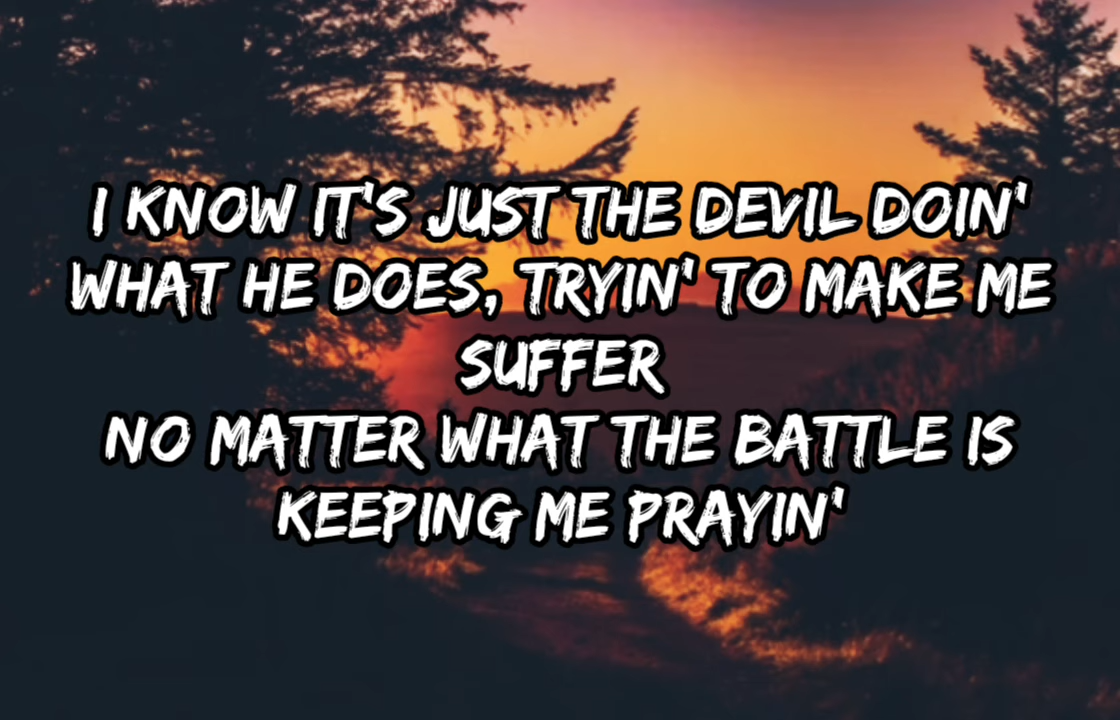 I KNOW IT'S JUST THE DEVIL DOIN'
WHAT HE DOES, TRYIN' TO MAKE ME
SUFFER
NO MATTER WHAT THE BATTLE IS
KEEPING ME PRAYIN'